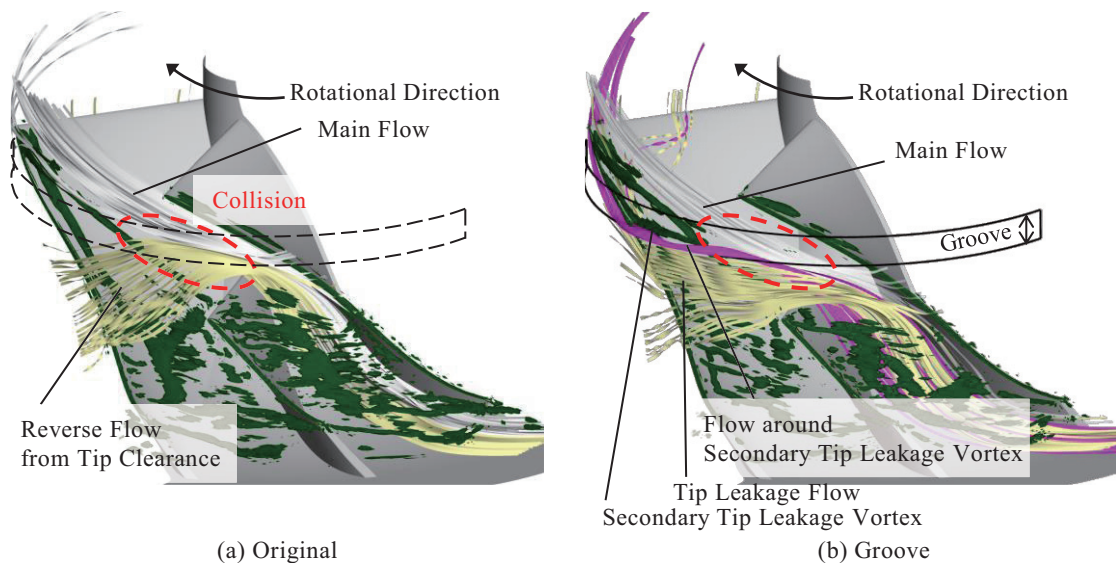 Rotational Direction
Main Flow
Collision
Reverse Flow
from Tip Clearance
(a) Original
Rotational Direction
Main Flow
Groove
Flow around
Secondary Tip Leakage Vortex
Tip Leakage Flow
Secondary Tip Leakage Vortex
(b) Groove